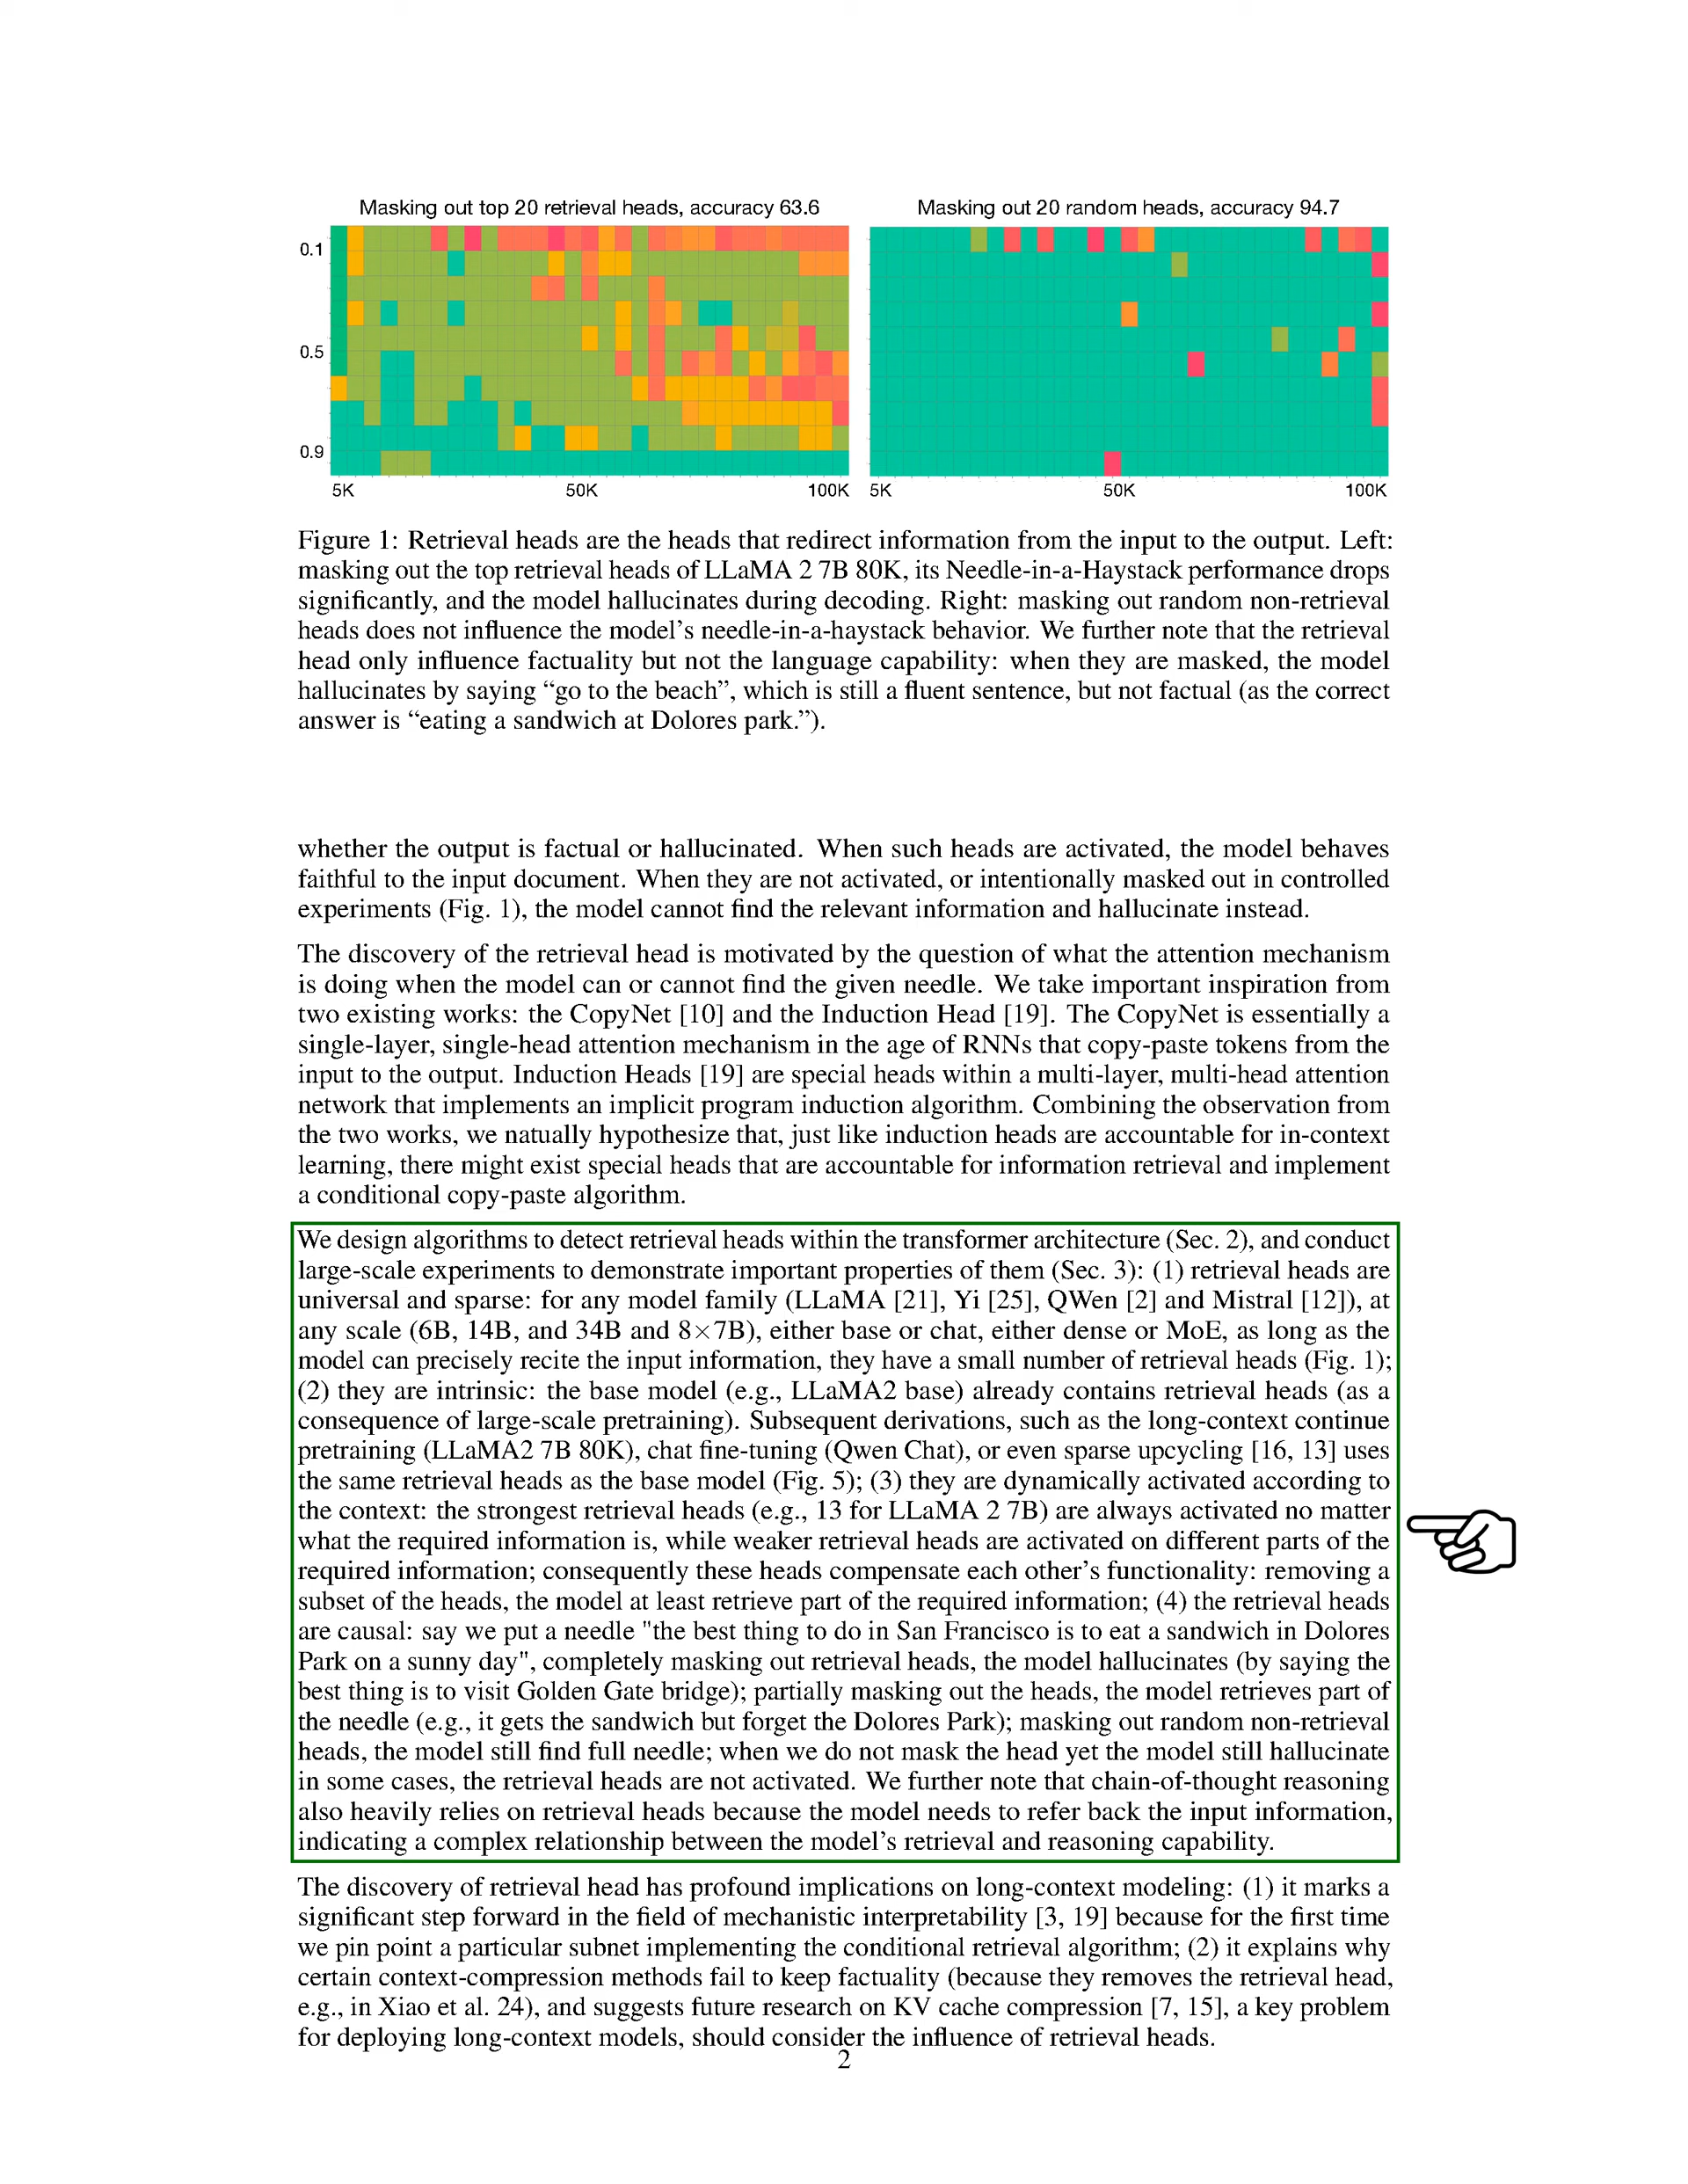 Masking out top 20 retrieval heads, accuracy 63.6
Masking out 20 random heads, accuracy 94.7
0.1
0.5
0.9
5K 50K 100K
5K 50K 100K
Figure 1: Retrieval heads are the heads that redirect information from the input to the output. Left:
masking out the top retrieval heads of LLaMA 2 7B 80K, its Needle-in-a-Haystack performance drops
significantly, and the model hallucinates during decoding. Right: masking out random non-retrieval
heads does not influence the model's needle-in-a-haystack behavior. We further note that the retrieval
head only influence factuality but not the language capability: when they are masked, the model
hallucinates by saying “go to the beach”, which is still a fluent sentence, but not factual (as the correct
answer is “eating a sandwich at Dolores park.”).
whether the output is factual or hallucinated. When such heads are activated, the model behaves
faithful to the input document. When they are not activated, or intentionally masked out in controlled
experiments (Fig. 1), the model cannot find the relevant information and hallucinate instead.
The discovery of the retrieval head is motivated by the question of what the attention mechanism
is doing when the model can or cannot find the given needle. We take important inspiration from
two existing works: the CopyNet [10] and the Induction Head [19]. The CopyNet is essentially a
single-layer, single-head attention mechanism in the age of RNNs that copy-paste tokens from the
input to the output. Induction Heads [19] are special heads within a multi-layer, multi-head attention
network that implements an implicit program induction algorithm. Combining the observation from
the two works, we natually hypothesize that, just like induction heads are accountable for in-context
learning, there might exist special heads that are accountable for information retrieval and implement
a conditional copy-paste algorithm.
We design algorithms to detect retrieval heads within the transformer architecture (Sec. 2), and conduct
large-scale experiments to demonstrate important properties of them (Sec. 3): (1) retrieval heads are
universal and sparse: for any model family (LLaMA [21], Yi [25], QWen [2] and Mistral [12]), at
any scale (6B, 14B, and 34B and 8×7B), either base or chat, either dense or MoE, as long as the
model can precisely recite the input information, they have a small number of retrieval heads (Fig. 1);
(2) they are intrinsic: the base model (e.g., LLaMA2 base) already contains retrieval heads (as a
consequence of large-scale pretraining). Subsequent derivations, such as the long-context continue
pretraining (LLaMA2 7B 80K), chat fine-tuning (Qwen Chat), or even sparse upcycling [16, 13] uses
the same retrieval heads as the base model (Fig. 5); (3) they are dynamically activated according to
the context: the strongest retrieval heads (e.g., 13 for LLaMA 2 7B) are always activated no matter
what the required information is, while weaker retrieval heads are activated on different parts of the
required information; consequently these heads compensate each other's functionality: removing a
subset of the heads, the model at least retrieve part of the required information; (4) the retrieval heads
are causal: say we put a needle "the best thing to do in San Francisco is to eat a sandwich in Dolores
Park on a sunny day", completely masking out retrieval heads, the model hallucinates (by saying the
best thing is to visit Golden Gate bridge); partially masking out the heads, the model retrieves part of
the needle (e.g., it gets the sandwich but forget the Dolores Park); masking out random non-retrieval
heads, the model still find full needle; when we do not mask the head yet the model still hallucinate
in some cases, the retrieval heads are not activated. We further note that chain-of-thought reasoning
also heavily relies on retrieval heads because the model needs to refer back the input information,
indicating a complex relationship between the model's retrieval and reasoning capability.
The discovery of retrieval head has profound implications on long-context modeling: (1) it marks a
significant step forward in the field of mechanistic interpretability [3, 19] because for the first time
we pin point a particular subnet implementing the conditional retrieval algorithm; (2) it explains why
certain context-compression methods fail to keep factuality (because they removes the retrieval head,
e.g., in Xiao et al. 24), and suggests future research on KV cache compression [7, 15], a key problem
for deploying long-context models, should consider the influence of retrieval heads.
2